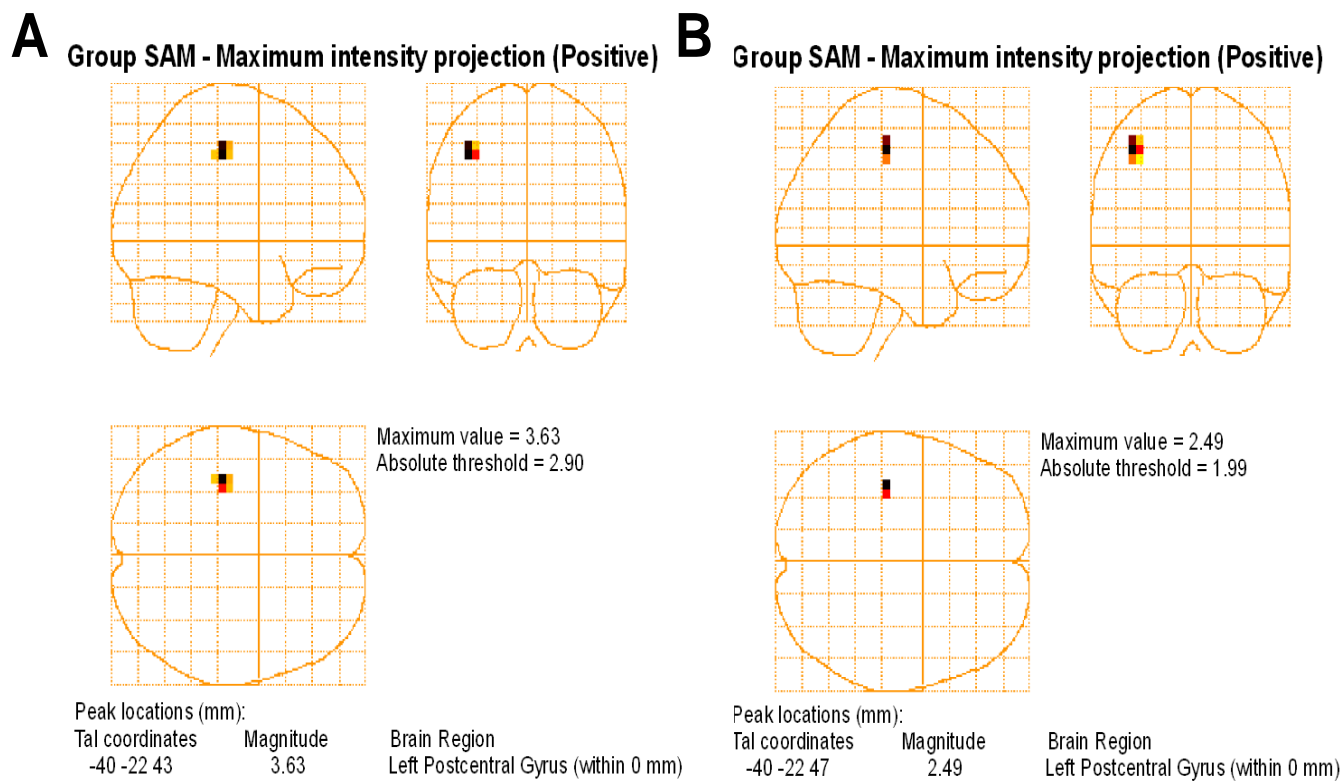 A
Group SAM - Maximum intensity projection (Positive)
Maximum value = 3.63
Absolute threshold = 2.90
Peak locations (mm):
Tal coordinates Magnitude Brain Region
-40 -22 43 3.63 Left Postcentral Gyrus (within 0 mm)
B
Group SAM - Maximum intensity projection (Positive)
Maximum value = 2.49
Absolute threshold = 1.99
Peak locations (mm):
Tal coordinates Magnitude Brain Region
-40 -22 47 2.49 Left Postcentral Gyrus (within 0 mm)